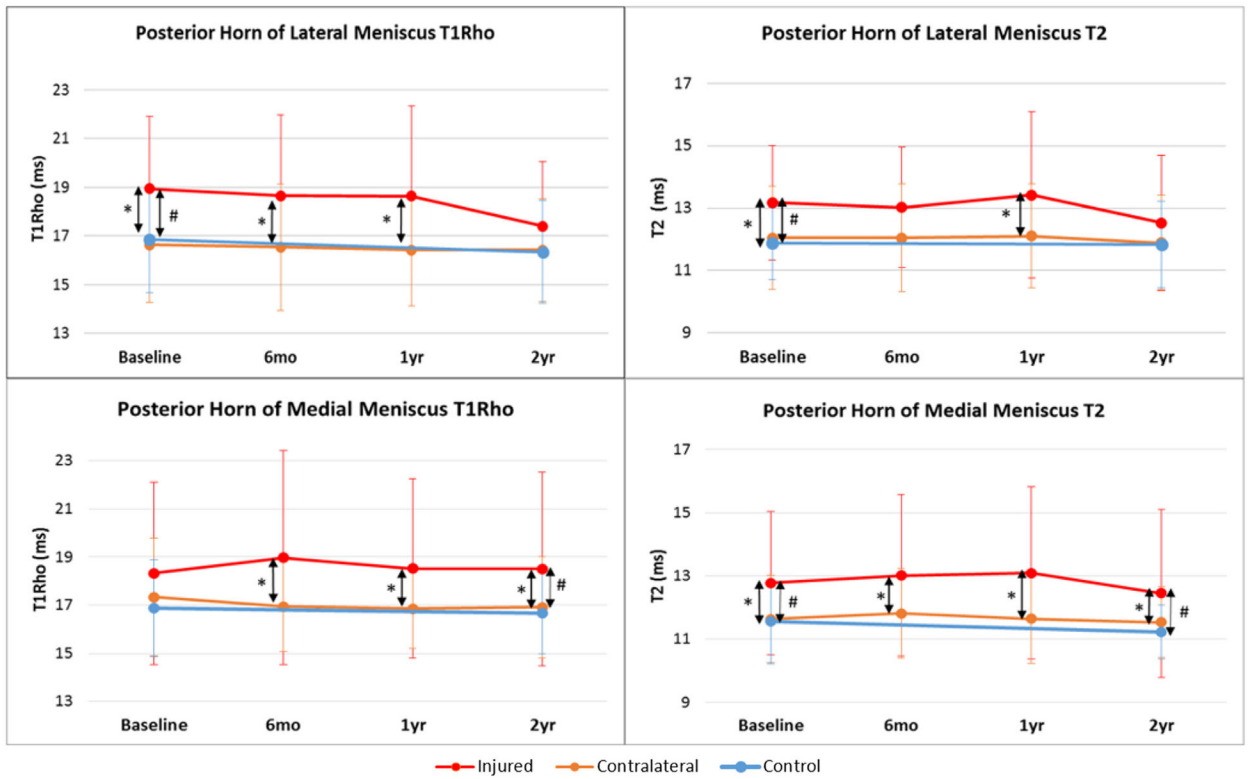 Posterior Horn of Lateral Meniscus T1Rho
T1Rho (ms)
23
21
19
17
15
13
* # * *
Baseline 6mo 1yr 2yr
Posterior Horn of Lateral Meniscus T2
T2 (ms)
17
15
13
11
9
* # *
Baseline 6mo 1yr 2yr
Posterior Horn of Medial Meniscus T1Rho
T1Rho (ms)
23
21
19
17
15
13
* * * #
Baseline 6mo 1yr 2yr
Posterior Horn of Medial Meniscus T2
T2 (ms)
17
15
13
11
9
* # * * * #
Baseline 6mo 1yr 2yr
Injured Contralateral Control